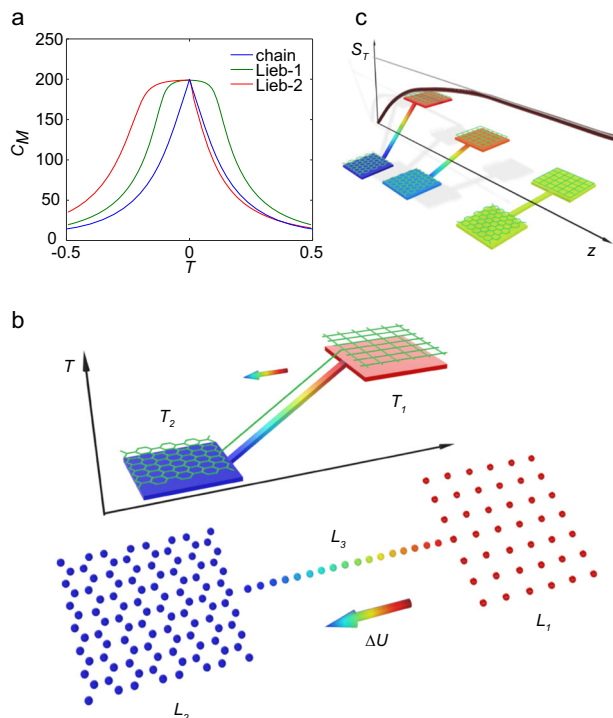 a
250
200
150
100
50
0
C_M
chain
Lieb-1
Lieb-2
-0.5
0
0.5
T
c
S_T
z
b
T
T_2
T_1
L_3
ΔU
L_1
L_2